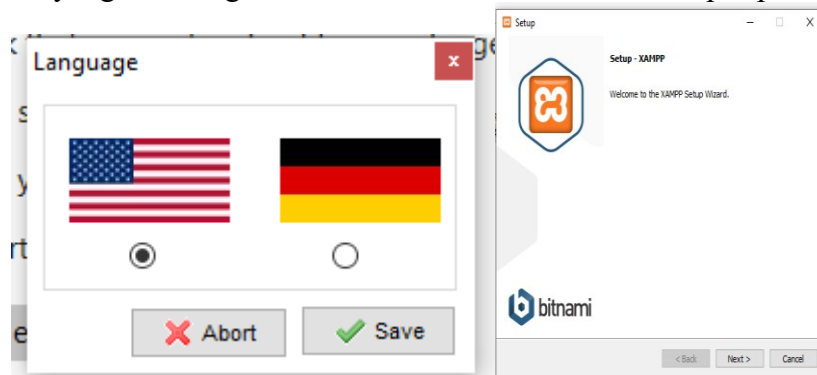 Language
x
Abort
Save
Setup
X
Setup - XAMPP
Welcome to the XAMPP Setup Wizard.
bitnami
< Back
Next >
Cancel